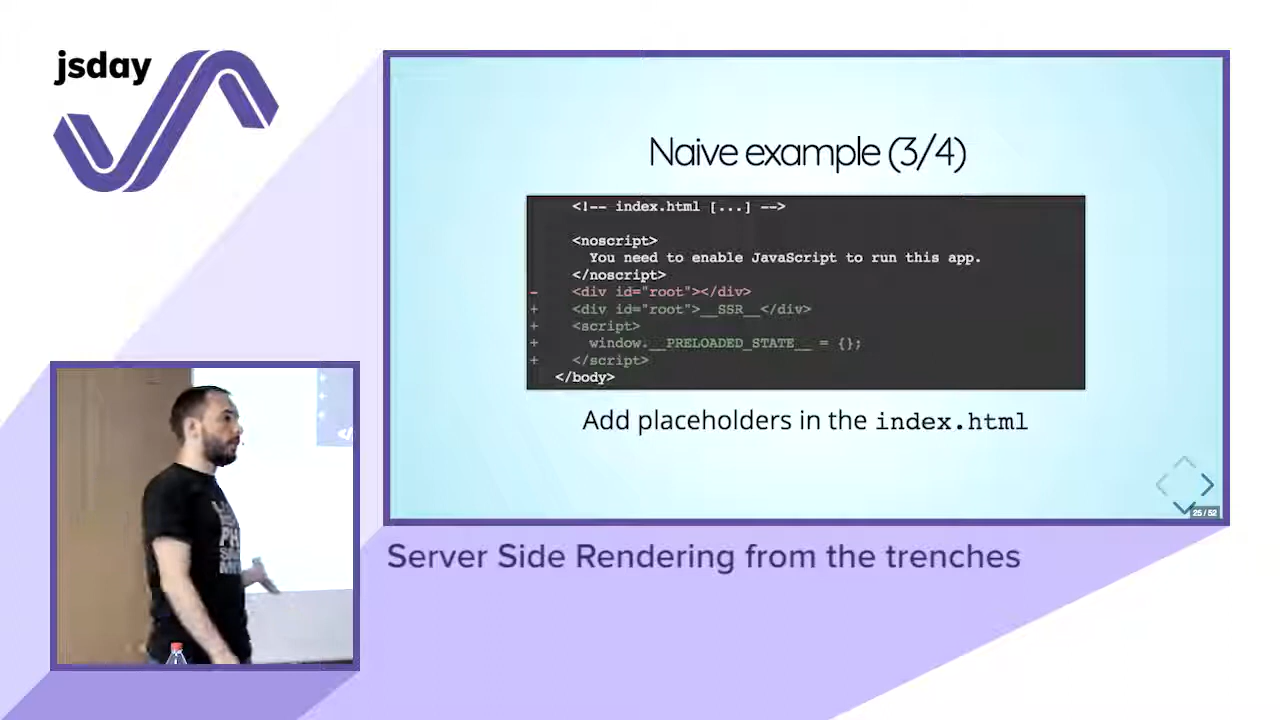 jsday
Naive example (3/4)
<!-- index.html [...] -->
<noscript>
You need to enable JavaScript to run this app.
</noscript>
- <div id="root"></div>
+ <div id="root">__SSR__</div>
+ <script>
+ window.__PRELOADED_STATE__ = {};
+ </script>
</body>
Add placeholders in the index.html
25 / 52
Server Side Rendering from the trenches